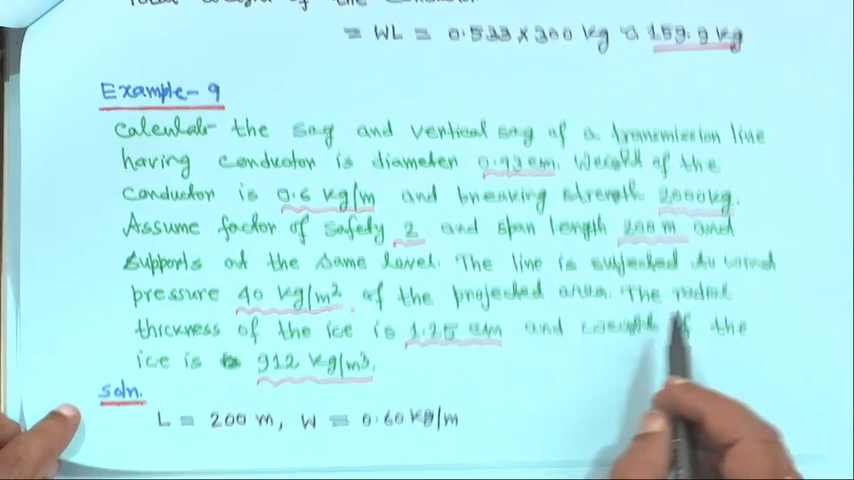 of the
= WL = 0.533 × 300 kg = 159.9 kg
Example-9
Calculate the sag and vertical sag of a transmission line
having conductor is diameter 0.93 cm. Weight of the
conductor is 0.6 kg/m and breaking strength 2000kg.
Assume factor of safety 2 and span length 200 m and
supports at the same level. The line is subjected to wind
pressure 40 kg/m² of the projected area. The radial
thickness of the ice is 1.25 cm and weight of the
ice is 912 kg/m³.
Soln.
L = 200 m, W = 0.60 kg/m